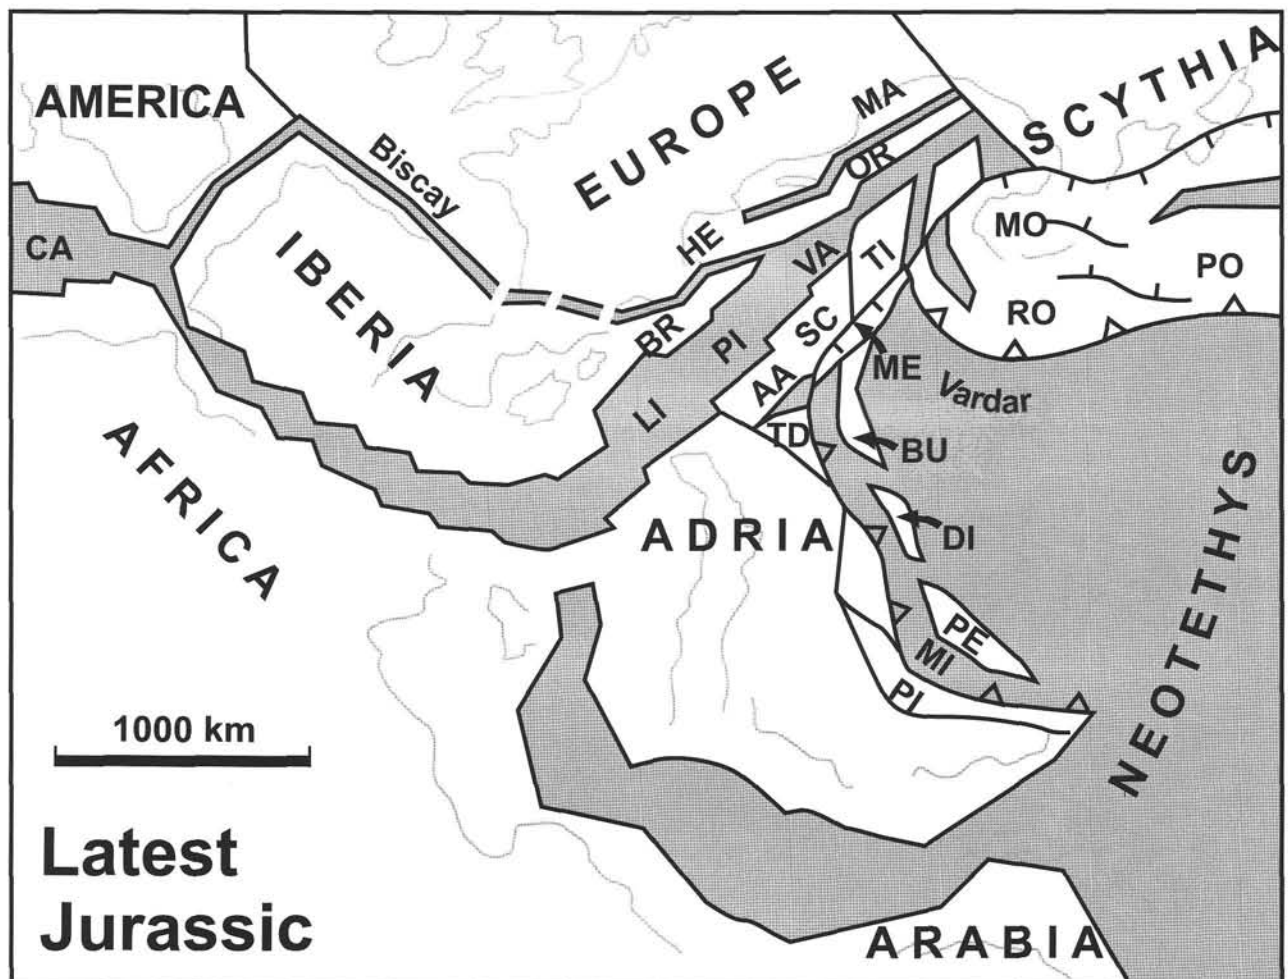 AMERICA
Biscay
EUROPE
MA
SCYTHIA
OR
CA
IBERIA
HE
VA
TI
MO
PO
BR
PI
SC
RO
ME
AA
Vardar
LI
TD
BU
AFRICA
ADRIA
DI
NEOTETHYS
PE
MI
PI
1000 km
Latest
Jurassic
ARABIA